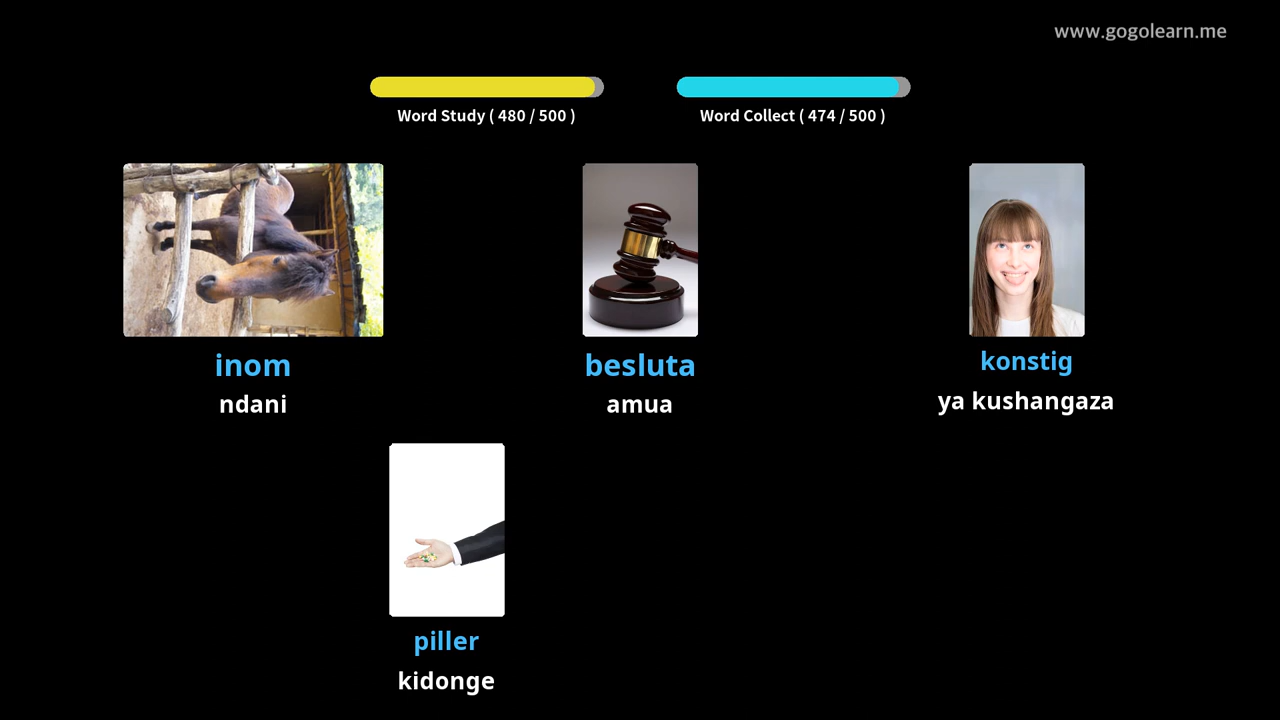 www.gogolearn.me
Word Study ( 480 / 500 )
Word Collect ( 474 / 500 )
inom
ndani
besluta
amua
konstig
ya kushangaza
piller
kidonge